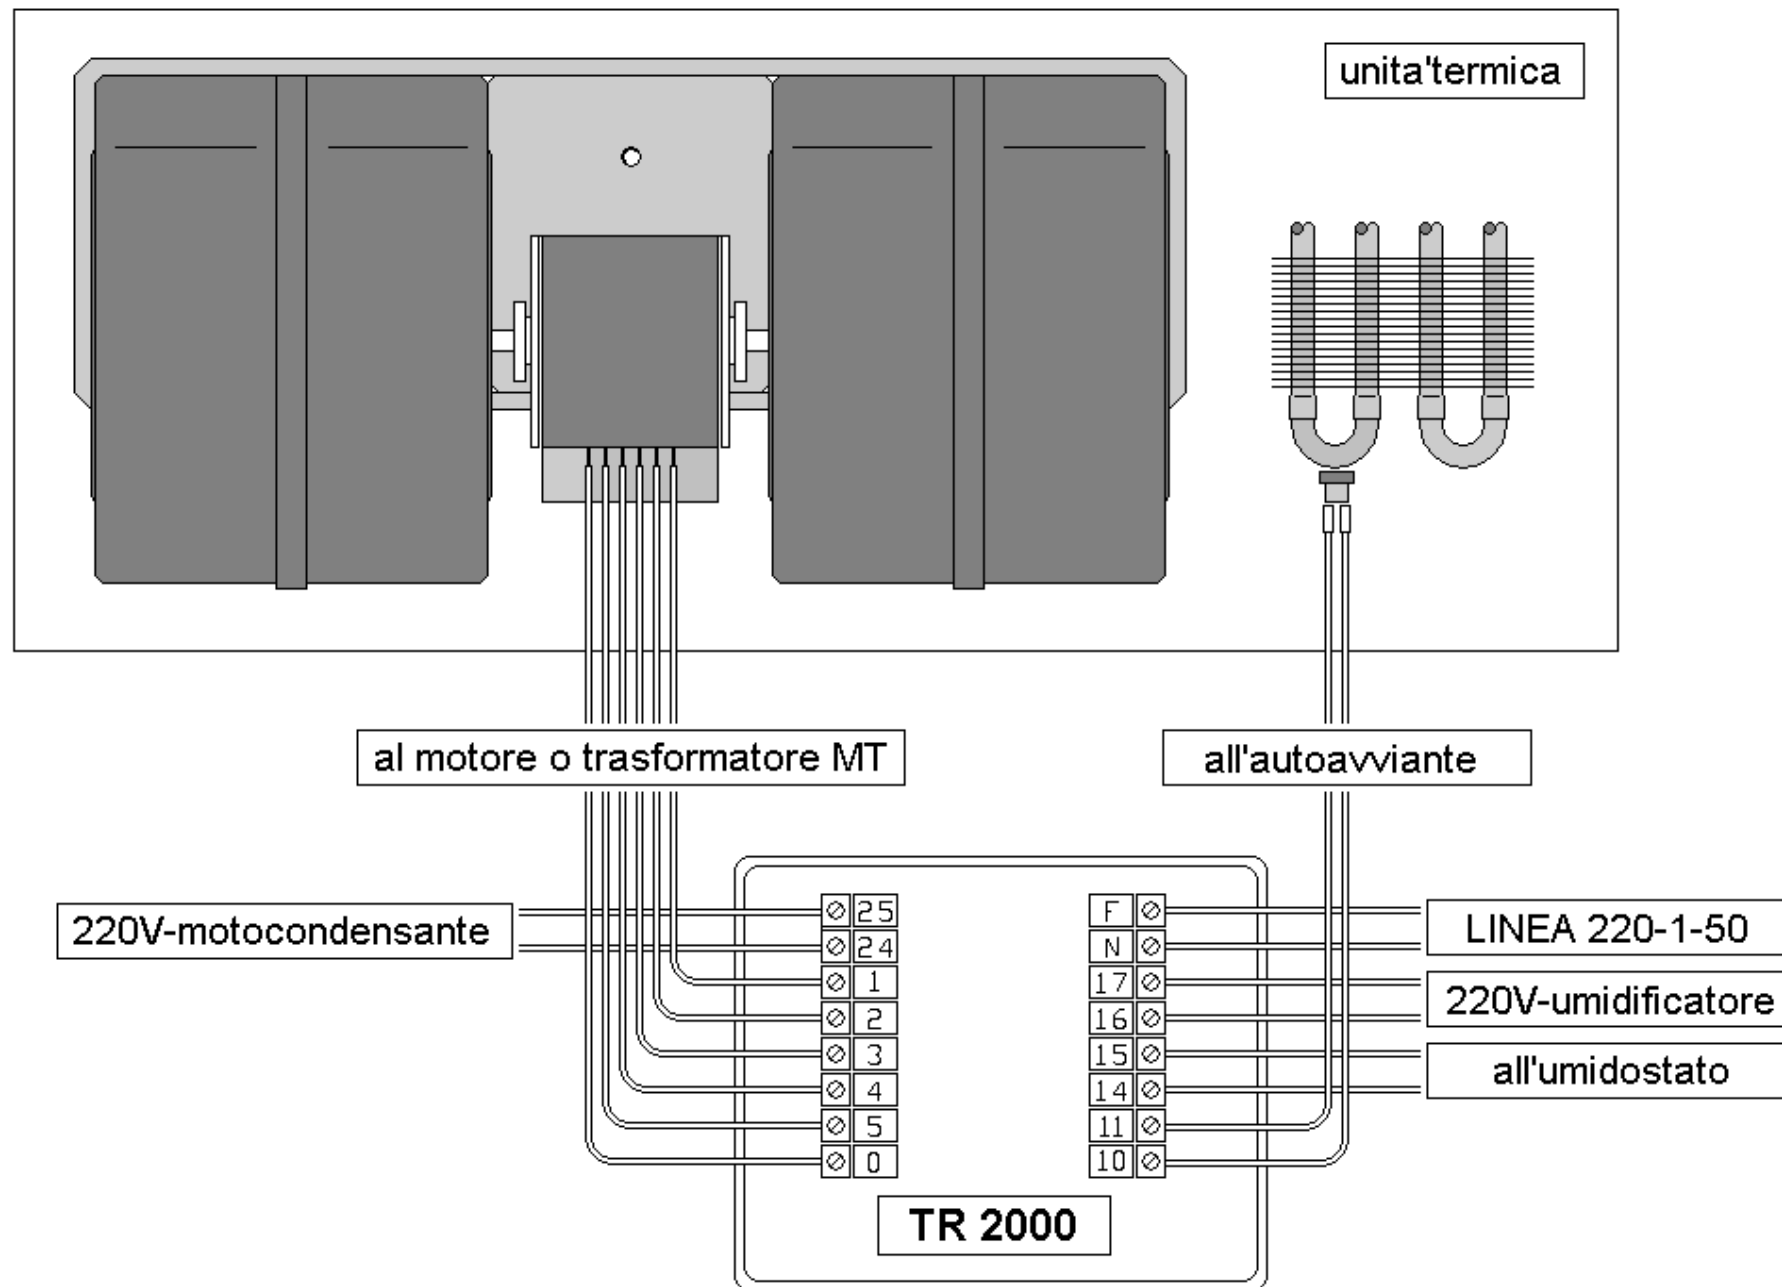 unita'termica
al motore o trasformatore MT
all'autoavviante
220V-motocondensante
25
24
1
2
3
4
5
0
F
N
17
16
15
14
11
10
LINEA 220-1-50
220V-umidificatore
all'umidostato
TR 2000